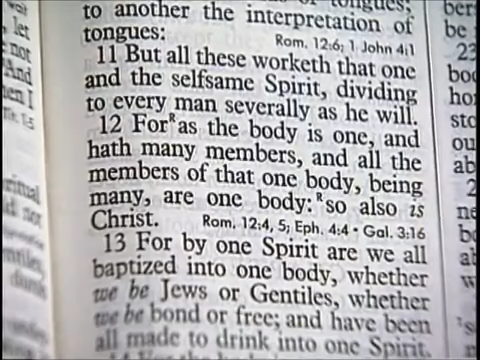 of tongues;
to another the interpretation of
tongues: Rom. 12:6; 1 John 4:1
11 But all these worketh that one
and the selfsame Spirit, dividing
to every man severally as he will.
12 For R as the body is one, and
hath many members, and all the
members of that one body, being
many, are one body: R so also is
Christ. Rom. 12:4, 5; Eph. 4:4 • Gal. 3:16
13 For by one Spirit are we all
baptized into one body, whether
we be Jews or Gentiles, whether
we be bond or free; and have been
all made to drink into one Spirit.